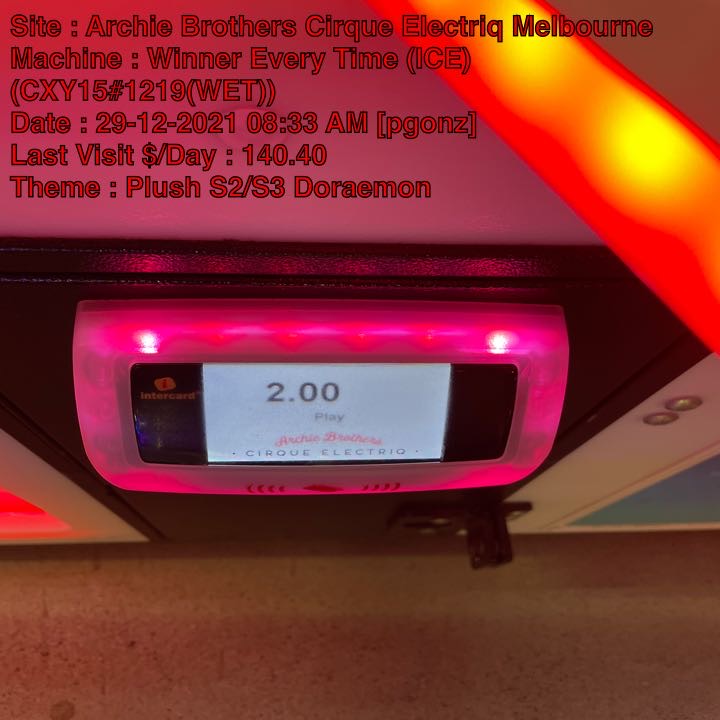 Site : Archie Brothers Cirque Electriq Melbourne
Machine : Winner Every Time (ICE)
(CXY15#1219(WET))
Date : 29-12-2021 08:33 AM [pgonz]
Last Visit $/Day : 140.40
Theme : Plush S2/S3 Doraemon
intercard
2.00
Play
Archie Brothers
· CIRQUE ELECTRIQ ·